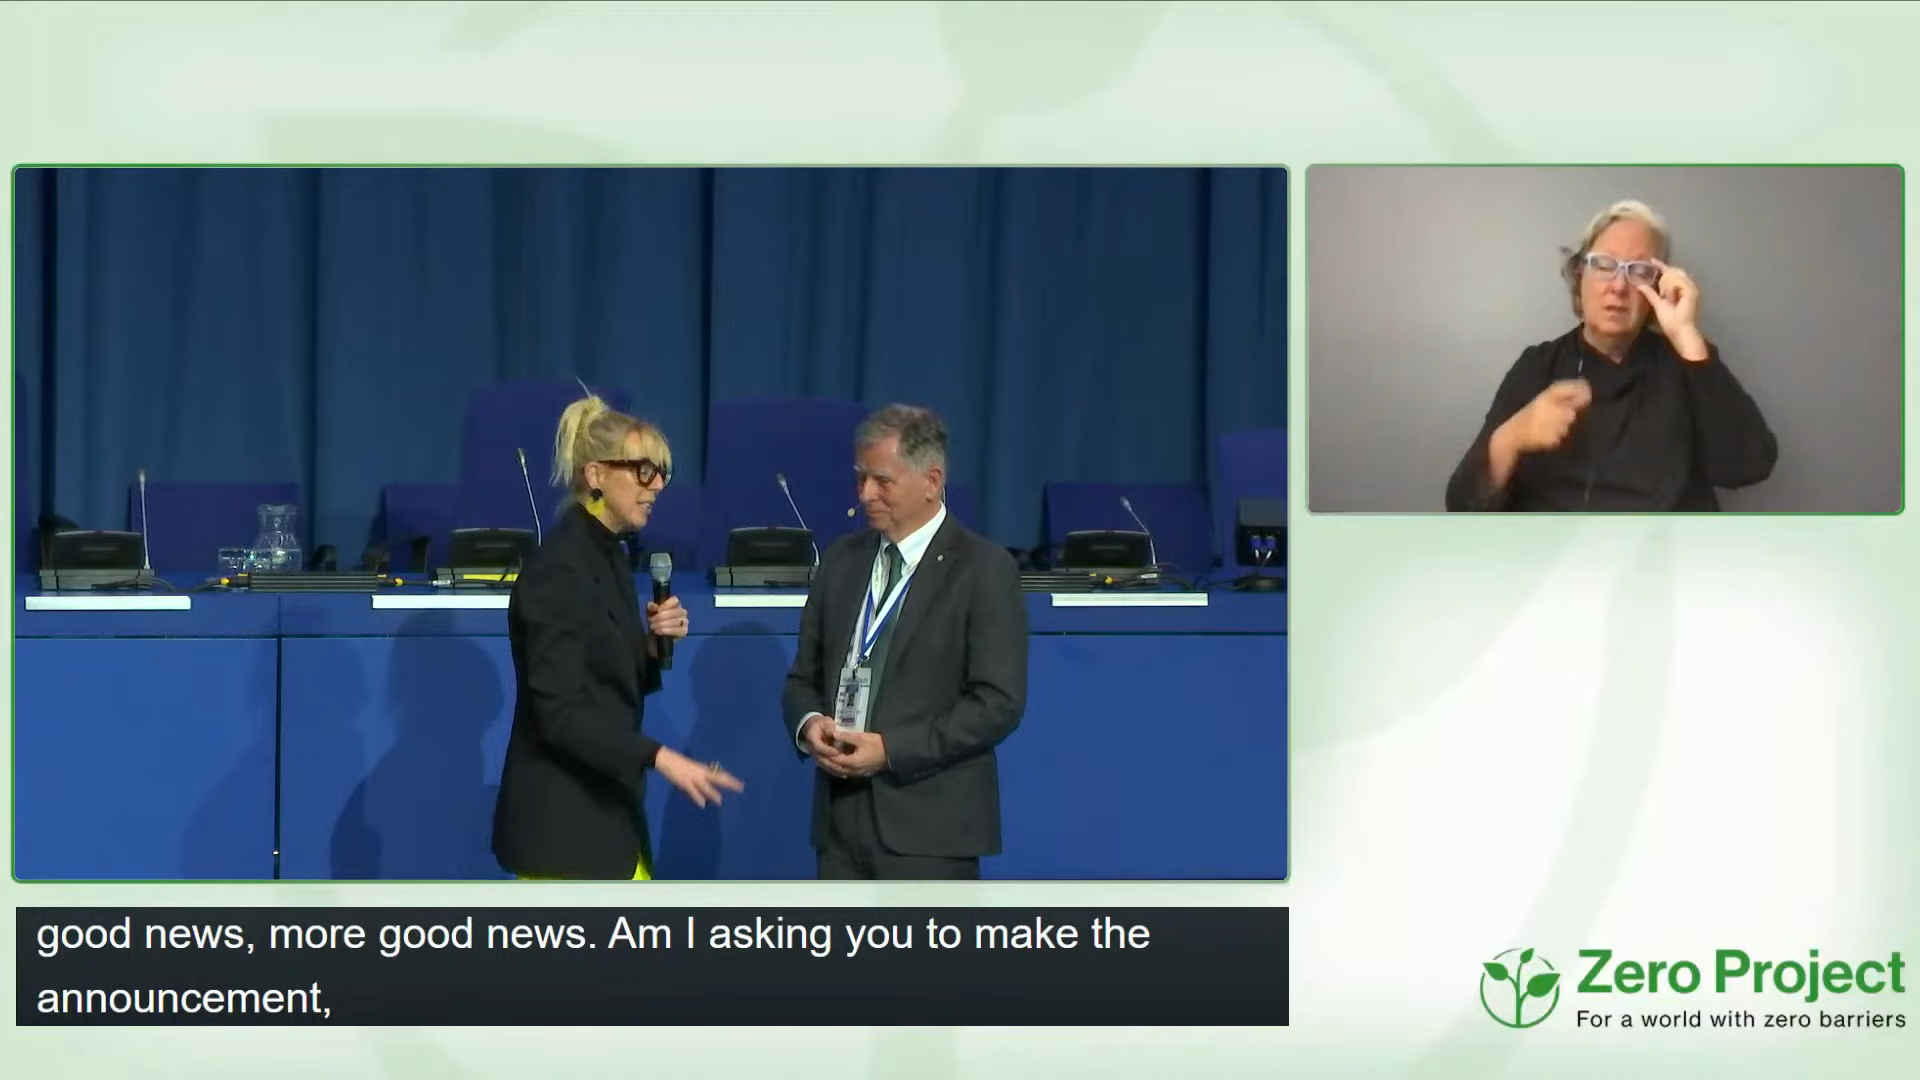 good news, more good news. Am I asking you to make the
announcement,
Zero Project
For a world with zero barriers